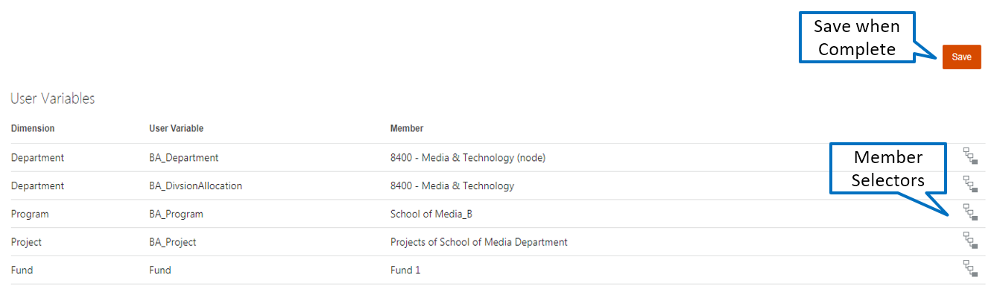 Save when
Complete
Save
User Variables
Dimension User Variable Member
Department BA_Department 8400 - Media & Technology (node)
Member
Selectors
Department BA_DivsionAllocation 8400 - Media & Technology
Program BA_Program School of Media_B
Project BA_Project Projects of School of Media Department
Fund Fund Fund 1